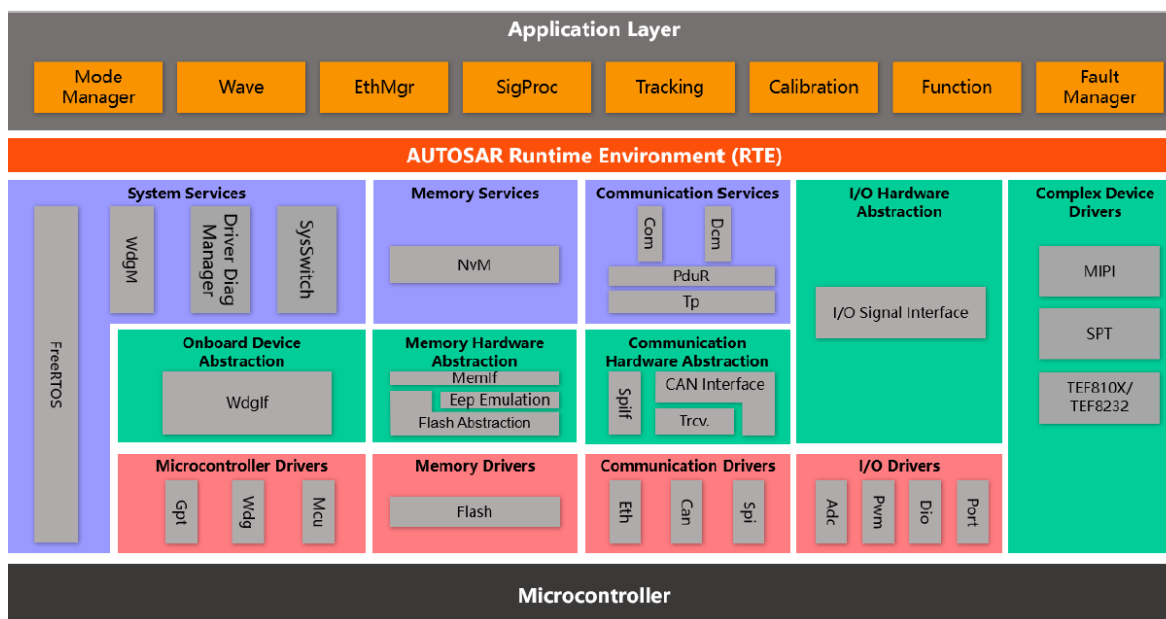 Application Layer
Mode
Manager
Wave
EthMgr
SigProc
Tracking
Calibration
Function
Fault
Manager
AUTOSAR Runtime Environment (RTE)
System Services
FreeRTOS
WdgM
Driver Diag
Manager
SysSwitch
Memory Services
NvM
Communication Services
Com
Dcm
PduR
Tp
I/O Hardware
Abstraction
I/O Signal Interface
Complex Device
Drivers
MIPI
SPT
TEF810X/
TEF8232
Onboard Device
Abstraction
WdgIf
Memory Hardware
Abstraction
MemIf
Eep Emulation
Flash Abstraction
Communication
Hardware Abstraction
SpiIf
CAN Interface
Trcv.
Microcontroller Drivers
Gpt
Wdg
Mcu
Memory Drivers
Flash
Communication Drivers
Eth
Can
Spi
I/O Drivers
Adc
Pwm
Dio
Port
Microcontroller